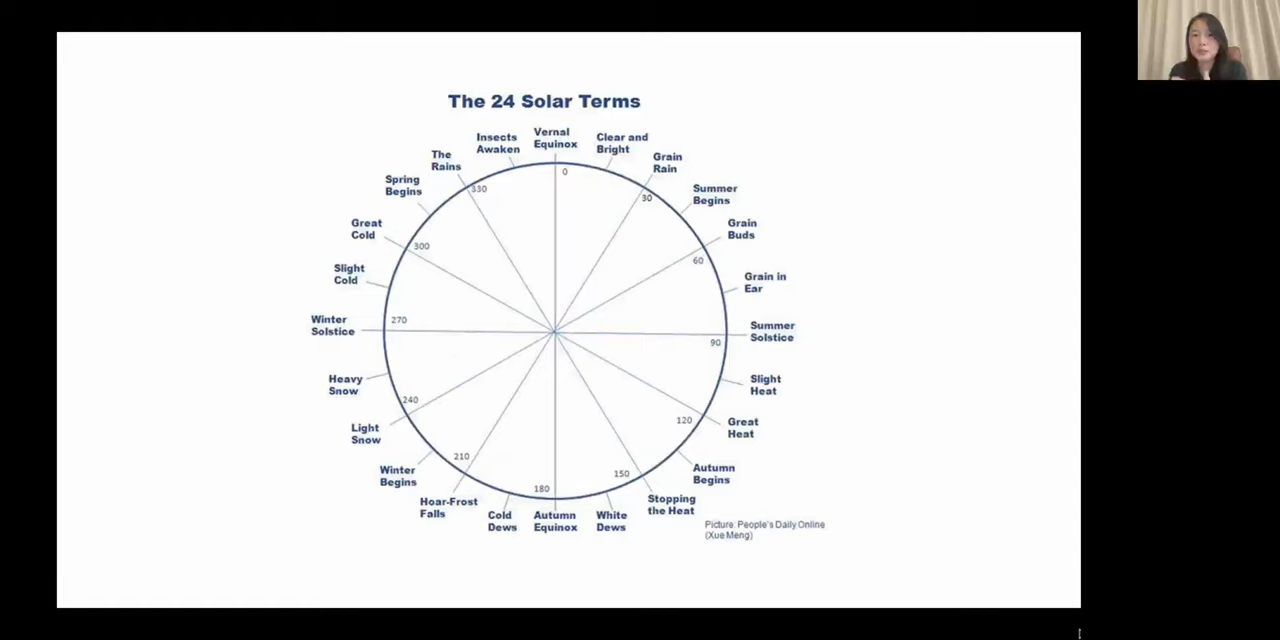 The 24 Solar Terms
Vernal
Equinox
0
Clear and
Bright
Grain
Rain
30
Summer
Begins
Grain
Buds
60
Grain in
Ear
Summer
Solstice
90
Slight
Heat
Great
Heat
120
Autumn
Begins
Stopping
the Heat
150
White
Dews
Autumn
Equinox
180
Cold
Dews
Hoar-Frost
Falls
210
Winter
Begins
Light
Snow
240
Heavy
Snow
Winter
Solstice
270
Slight
Cold
Great
Cold
300
Spring
Begins
The
Rains
330
Insects
Awaken
Picture: People's Daily Online
(Xue Meng)